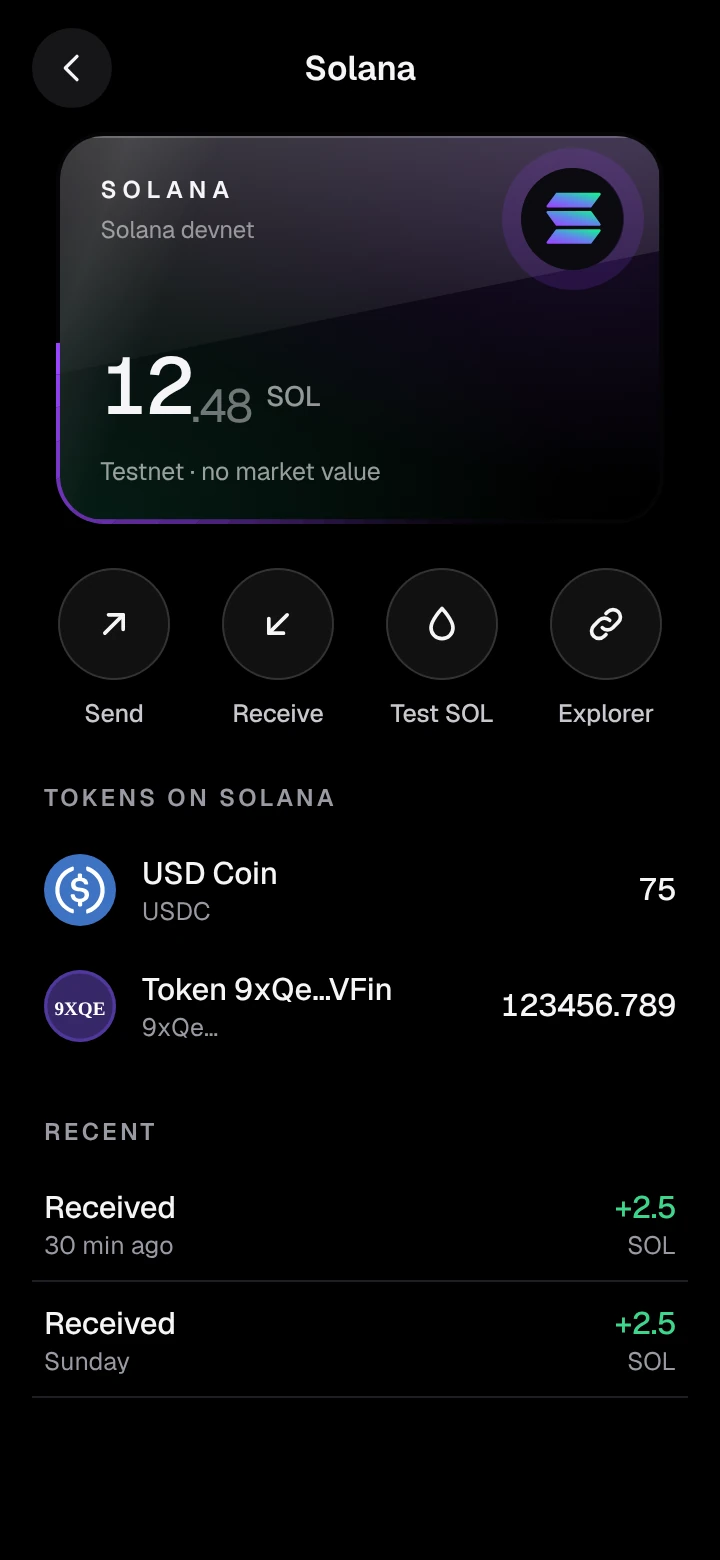 Solana
SOLANA
Solana devnet
12.48 SOL
Testnet · no market value
Send
Receive
Test SOL
Explorer
TOKENS ON SOLANA
USD Coin
USDC
75
9XQE
Token 9xQe...VFin
9xQe...
123456.789
RECENT
Received
+2.5
30 min ago
SOL
Received
+2.5
Sunday
SOL